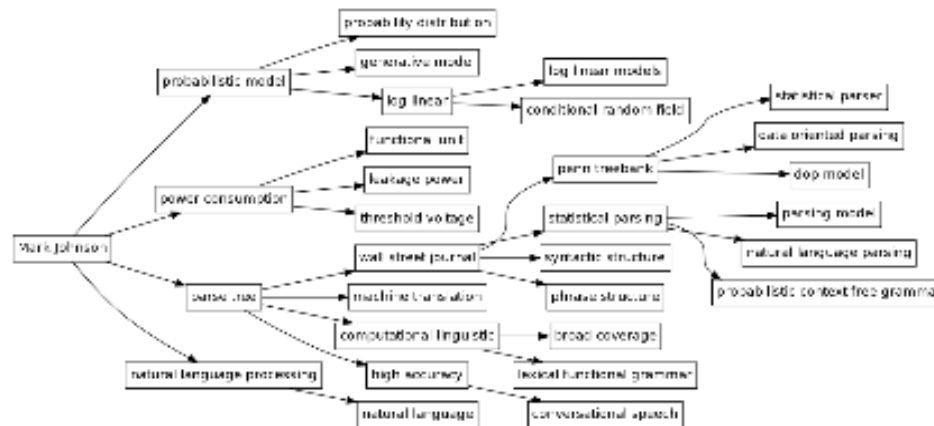 probability distribution
generative model
probabilistic model
log linear models
log linear
conditional random field
statistical parser
functional unit
data oriented parsing
penn treebank
leakage power
dop model
power consumption
threshold voltage
statistical parsing
parsing model
Mark Johnson
wall street journal
syntactic structure
natural language parsing
parse tree
machine translation
phrase structure
probabilistic context free gramma
computational linguistic
broad coverage
natural language processing
high accuracy
lexical functional grammar
natural language
conversational speech